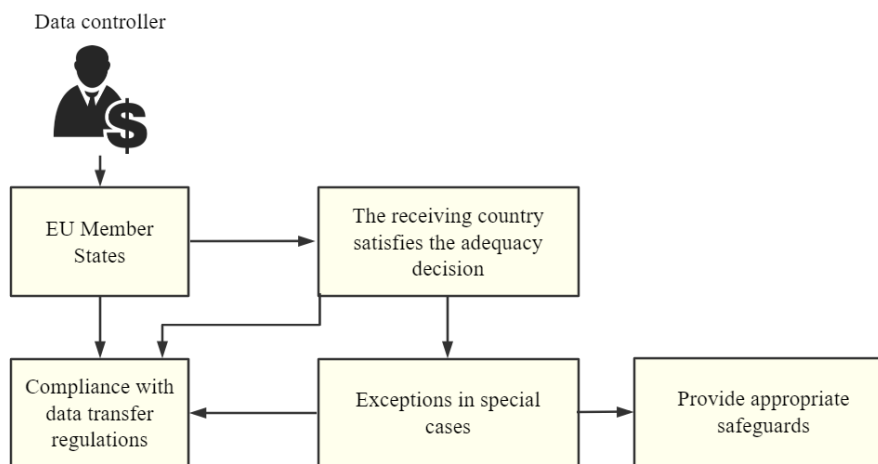 Data controller
EU Member
States
The receiving country
satisfies the adequacy
decision
Compliance with
data transfer
regulations
Exceptions in special
cases
Provide appropriate
safeguards